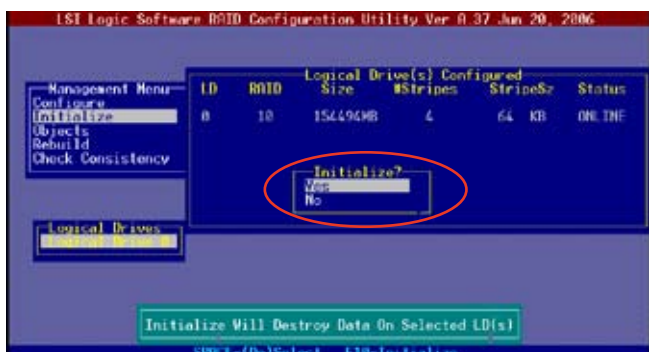 LSI Logic Software RAID Configuration Utility Ver A.37 Jun 20, 2006
Management Menu
Configure
Initialize
Objects
Rebuild
Check Consistency
Logical Drive(s) Configured
LD RAID Size #Stripes StripeSz Status
0 10 MB 4 64 KB ONLINE
Initialize?
Yes
No
Logical Drives
Logical Drive 0
Initialize Will Destroy Data On Selected LD(s)